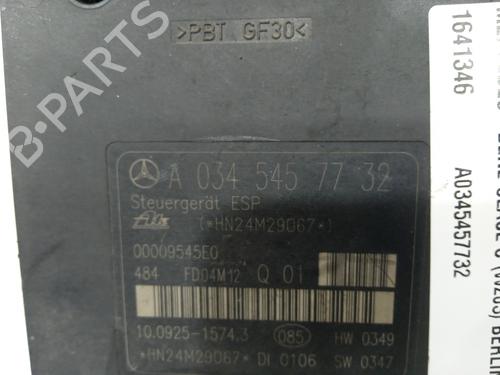 >PBT GF30<
A 034 545 77 32
Steuergerät ESP
Ate (*HN24M29067*)
00009545E0
484 FD04M12 Q 01
10.0925-1574.3 085 HW 0349
*HN24M29067* DI 0106 SW 0347
1641346
A0345457732